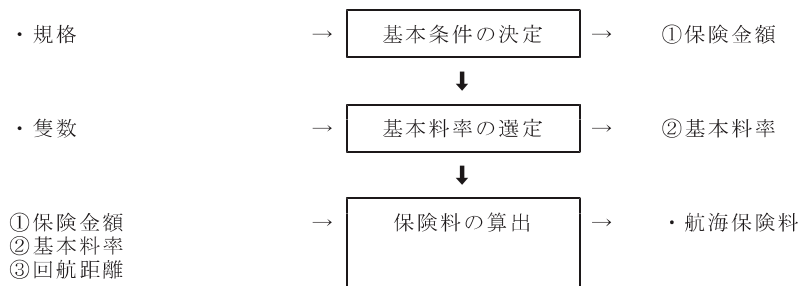 ・規格 → 基本条件の決定 → ①保険金額
⬇
・隻数 → 基本料率の選定 → ②基本料率
⬇
①保険金額 → 保険料の算出 → ・航海保険料
②基本料率
③回航距離